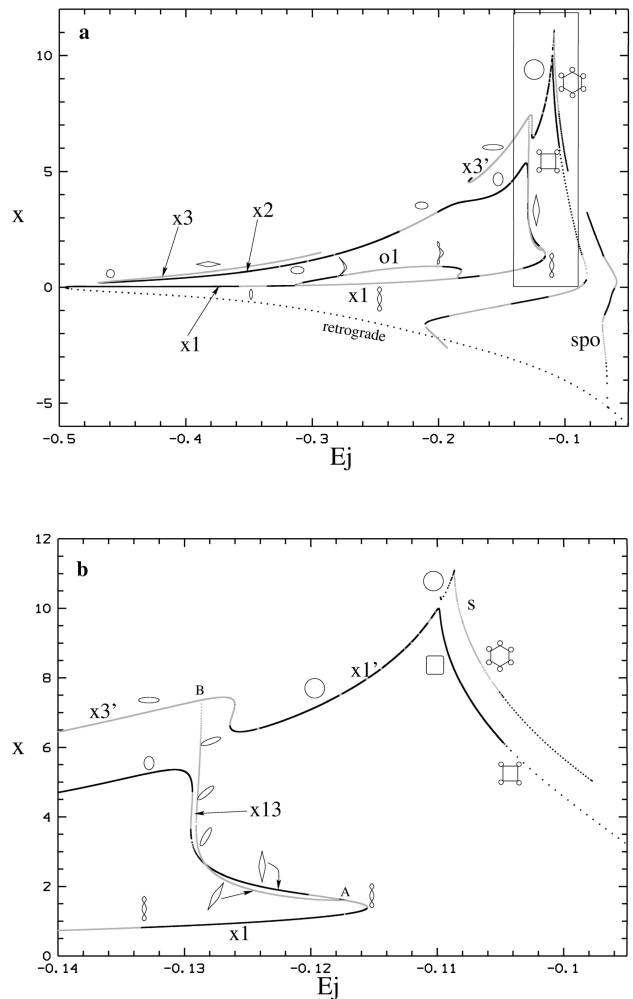 a
10
5
0
-5
x
x3'
x3
x2
o1
x1
x1
retrograde
spo
-0.5
-0.4
-0.3
-0.2
-0.1
Ej
b
12
10
8
6
4
2
0
x
s
x1'
x3'
B
x13
A
x1
-0.14
-0.13
-0.12
-0.11
-0.1
Ej